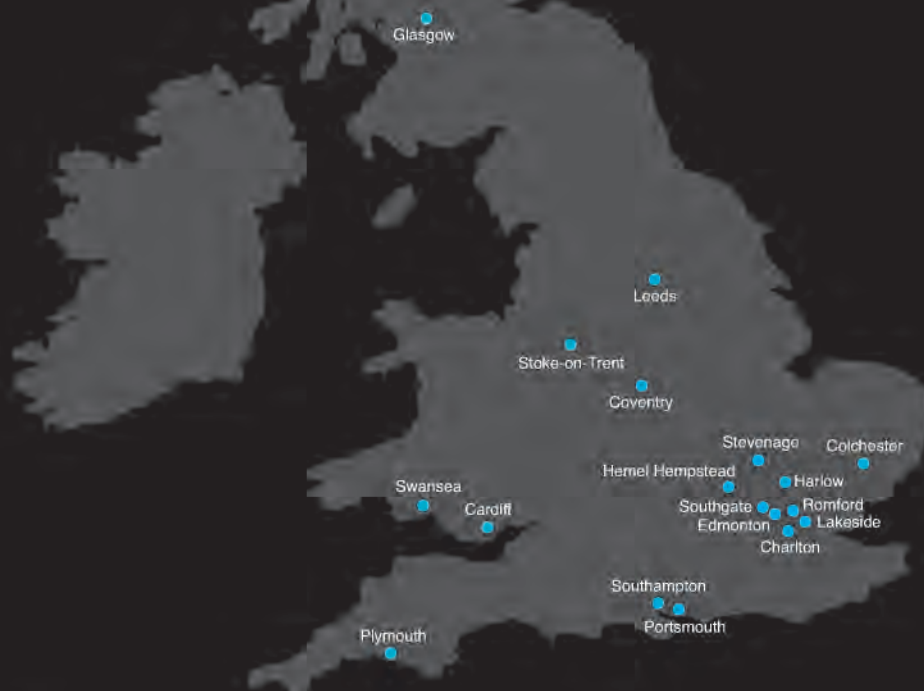 Glasgow
Leeds
Stoke-on-Trent
Coventry
Stevenage
Colchester
Hemel Hempstead
Harlow
Swansea
Southgate
Romford
Cardiff
Edmonton
Lakeside
Charlton
Southampton
Portsmouth
Plymouth